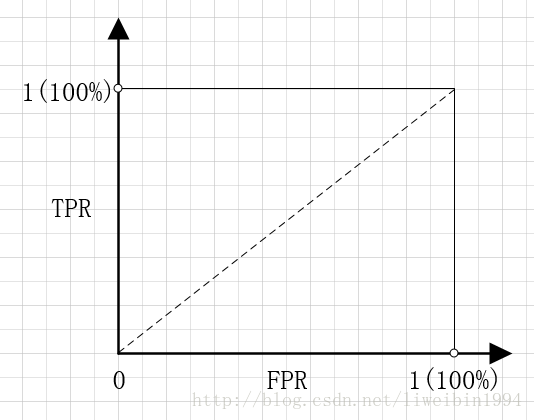 1(100%)
TPR
0
FPR
1(100%)
http://blog.csdn.net/liweibin1994